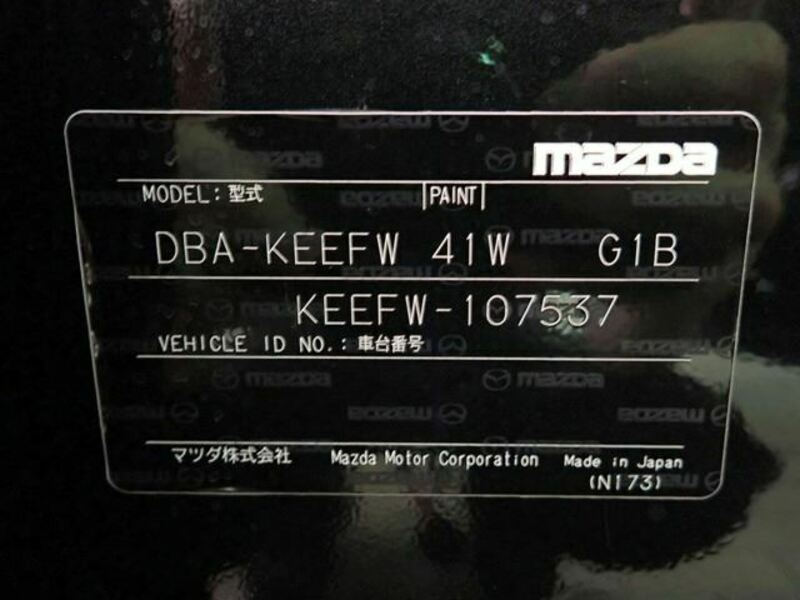 mazda
MODEL: 型式 PAINT
DBA-KEEFW 41W G1B
KEEFW-107537
VEHICLE ID NO.: 車台番号
マツダ株式会社 Mazda Motor Corporation Made in Japan
(N173)